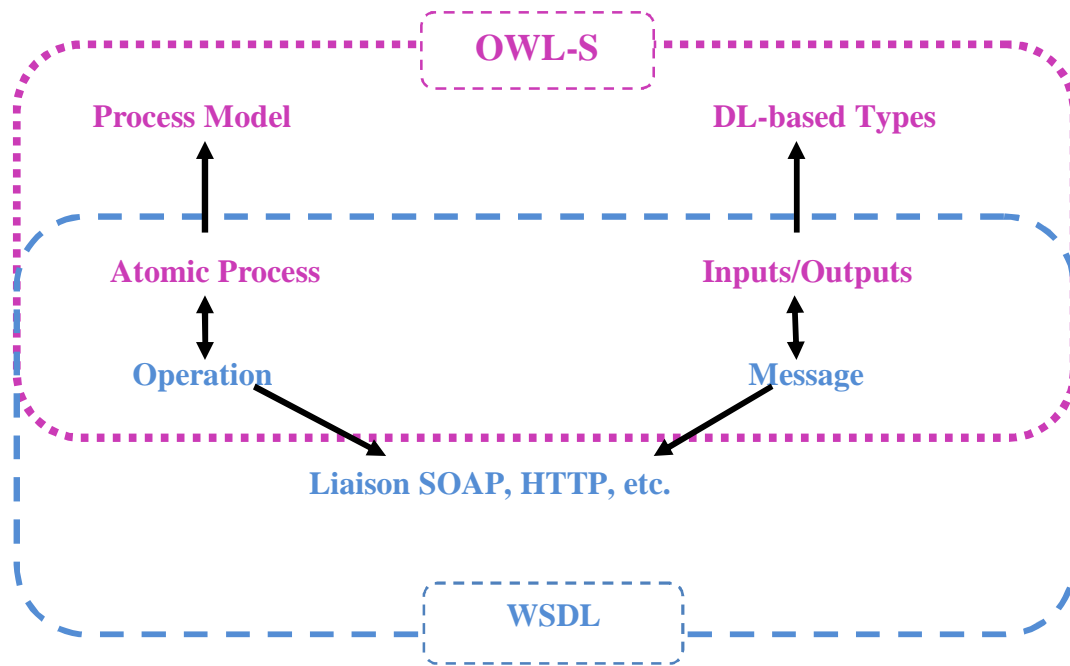 OWL-S
Process Model
DL-based Types
Atomic Process
Inputs/Outputs
Operation
Message
Liaison SOAP, HTTP, etc.
WSDL